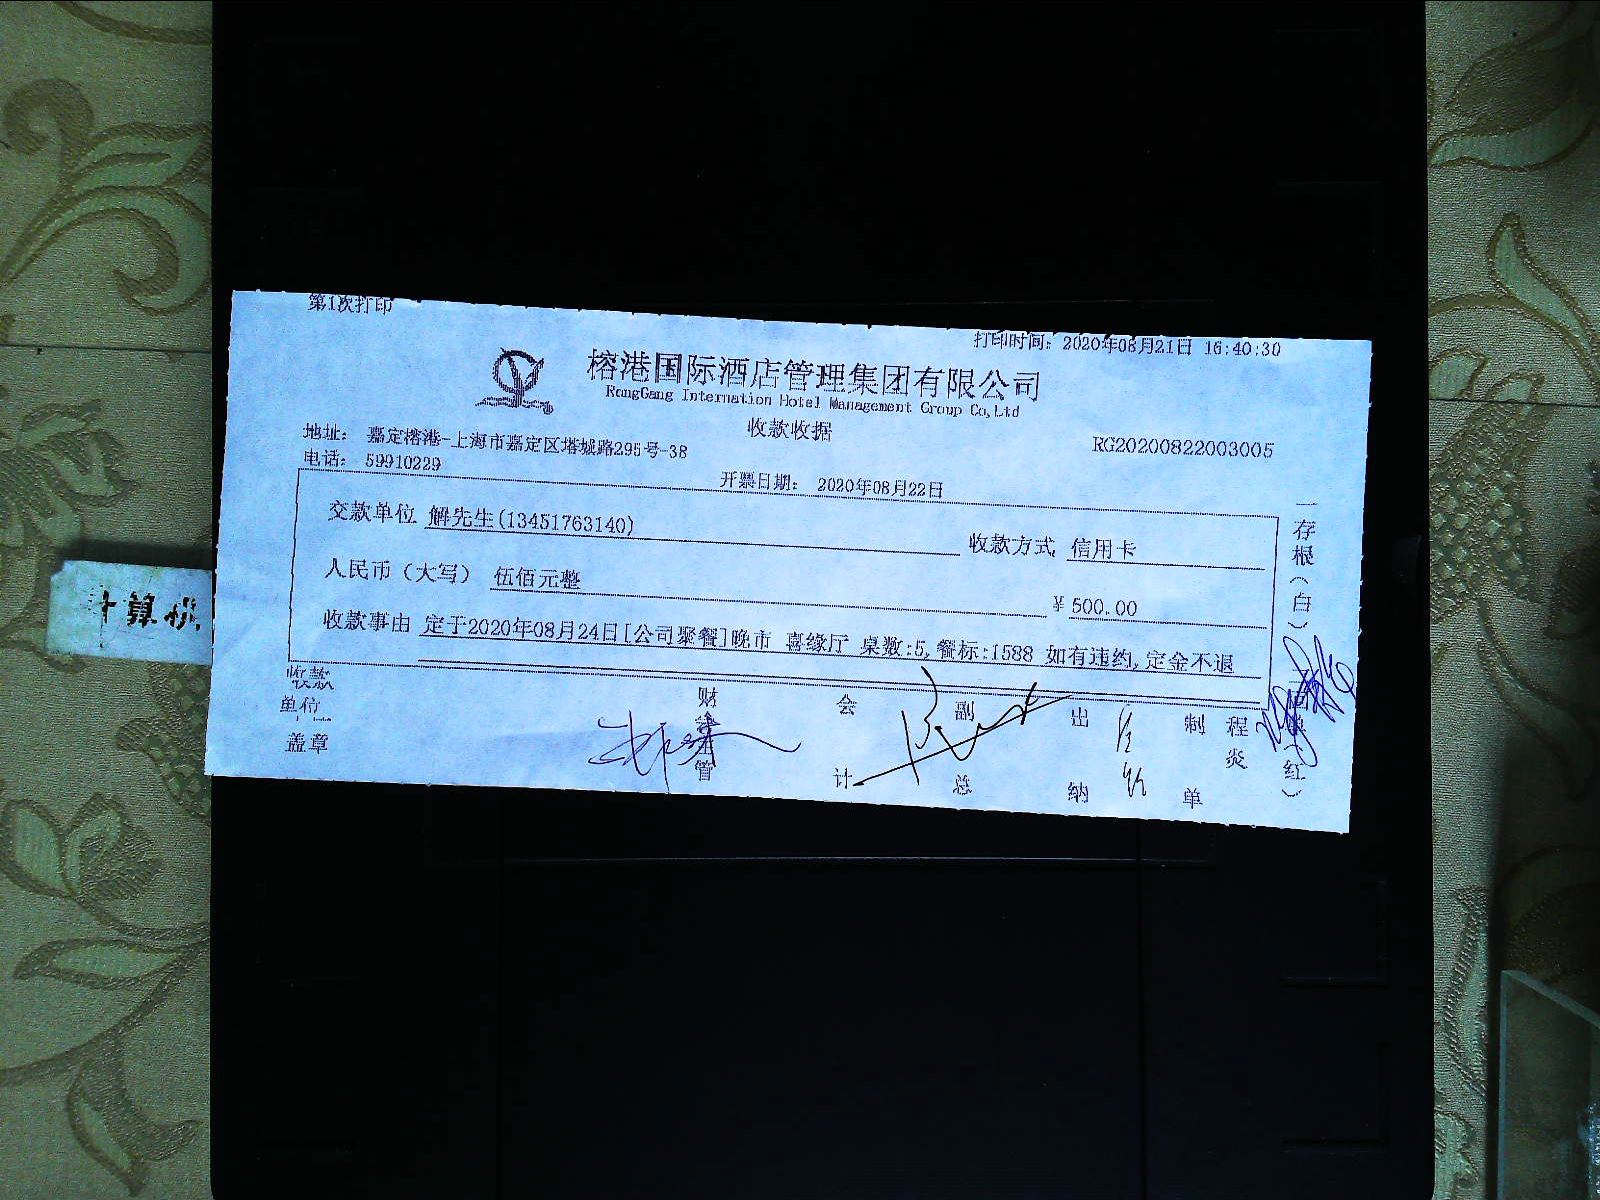 第1次打印
打印时间：2020年08月21日 16:40:30
榕港国际酒店管理集团有限公司
RongGang Internation Hotel Management Group Co,Ltd
收款收据
地址： 嘉定榕港-上海市嘉定区塔城路295号-38
RG20200822003005
电话： 59910229
开票日期： 2020年08月22日
交款单位 解先生(13451763140) 收款方式 信用卡
人民币（大写） 伍佰元整 ￥500.00
收款事由 定于2020年08月24日[公司聚餐]晚市 喜缘厅 桌数:5,餐标:1588 如有违约,定金不退
收款单位盖章
财 主管
会计
副总
出纳
制单
程炎
一存根（白）
（红）
计算机